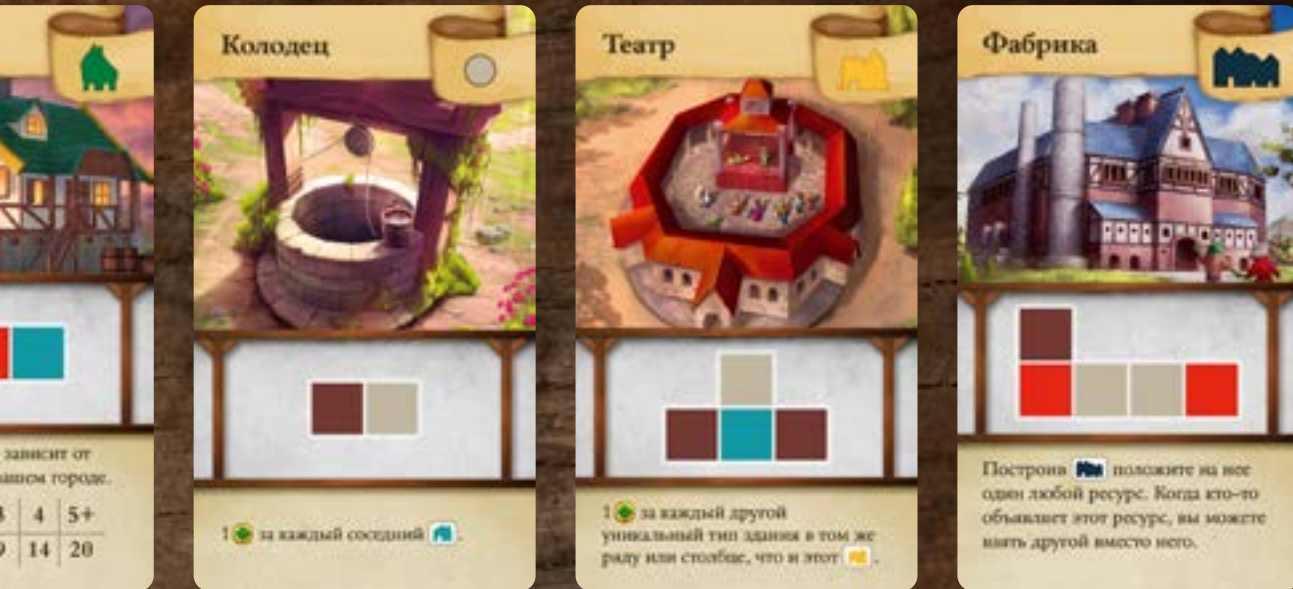 зависит от
вашем городе.
3 4 5+
9 14 20
Колодец
1 за каждый соседний .
Театр
1 за каждый другой
уникальный тип здания в том же
ряду или столбце, что и этот .
Фабрика
Построив положите на нее
один любой ресурс. Когда кто-то
объявляет этот ресурс, вы можете
взять другой вместо него.